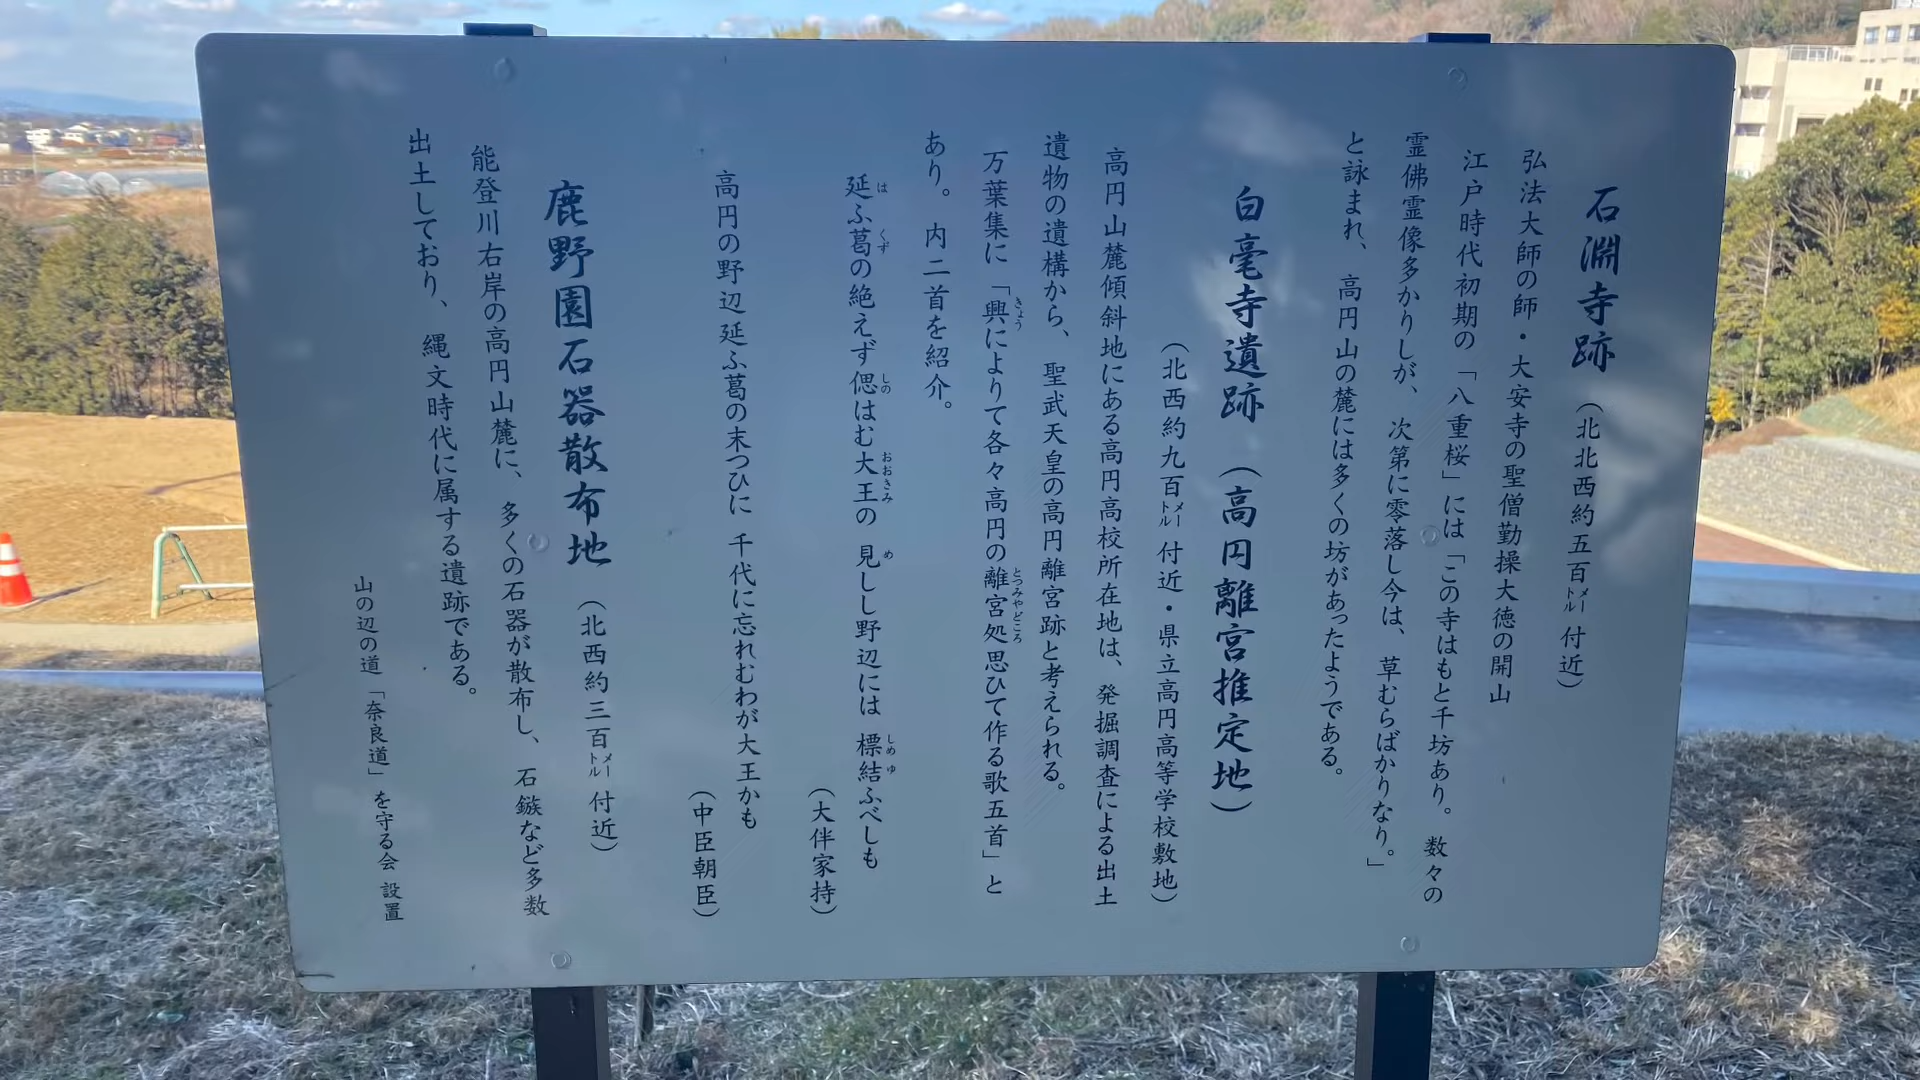 石淵寺跡（北北西約五百メートル付近）
弘法大師の師・大安寺の聖僧勤操大徳の開山
江戸時代初期の「八重桜」には「この寺はもと千坊あり。数々の
霊佛霊像多かりしが、次第に零落し今は、草むらばかりなり。」
と詠まれ、高円山の麓には多くの坊があったようである。
白毫寺遺跡（高円離宮推定地）
（北西約九百メートル付近・県立高円高等学校敷地）
高円山麓傾斜地にある高円高校所在地は、発掘調査による出土
遺物の遺構から、聖武天皇の高円離宮跡と考えられる。
万葉集に「興によりて各々高円の離宮処思ひて作る歌五首」と
あり。内二首を紹介。
延ふ葛の絶えず偲はむ大王の 見しし野辺には 標結ふべしも
（大伴家持）
高円の野辺延ふ葛の末つひに 千代に忘れむわが大王かも
（中臣朝臣）
鹿野園石器散布地（北西約三百メートル付近）
能登川右岸の高円山麓に、多くの石器が散布し、石鏃など多数
出土しており、縄文時代に属する遺跡である。
山の辺の道「奈良道」を守る会 設置